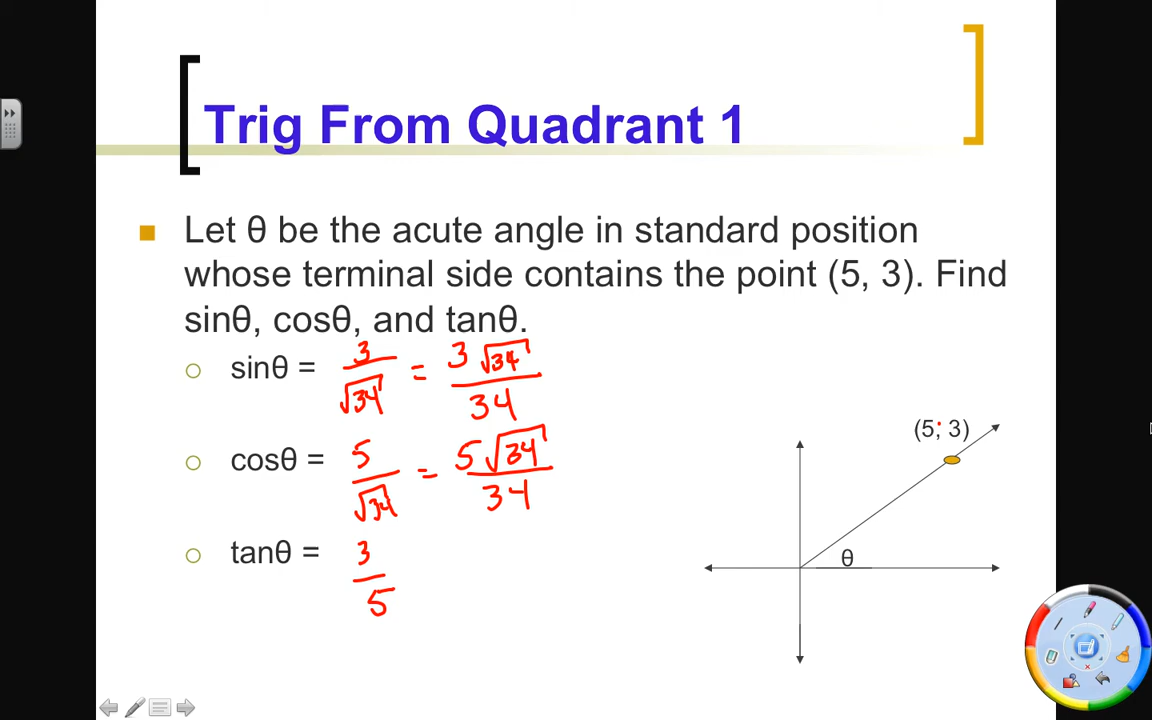 Trig From Quadrant 1
Let θ be the acute angle in standard position
whose terminal side contains the point (5, 3). Find
sinθ, cosθ, and tanθ.
sinθ = 3/√34 = 3√34/34
cosθ = 5/√34 = 5√34/34
tanθ = 3/5
(5, 3)
θ